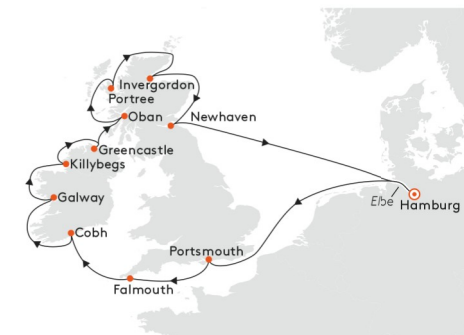 Invergordon
Portree
Oban
Newhaven
Greencastle
Killybegs
Galway
Elbe
Hamburg
Cobh
Portsmouth
Falmouth